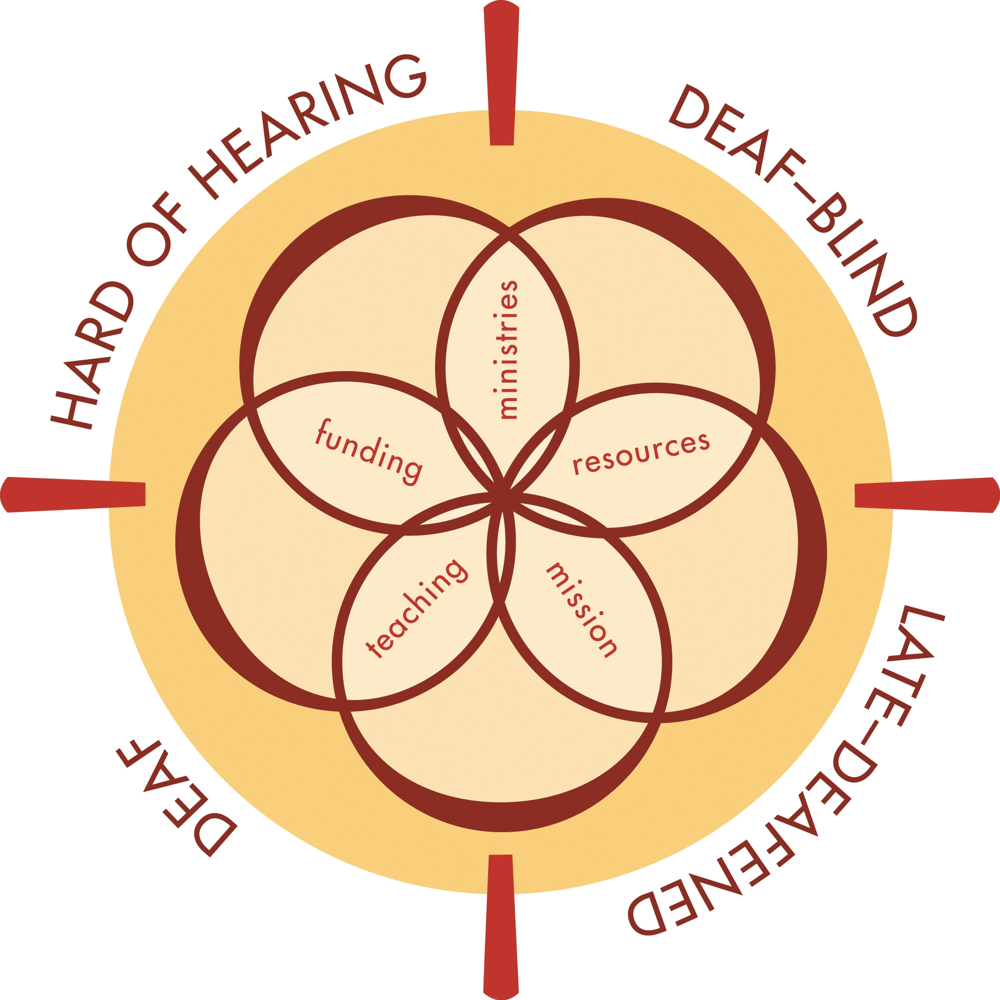 HARD OF HEARING
DEAF–BLIND
LATE–DEAFENED
DEAF
ministries
resources
mission
teaching
funding